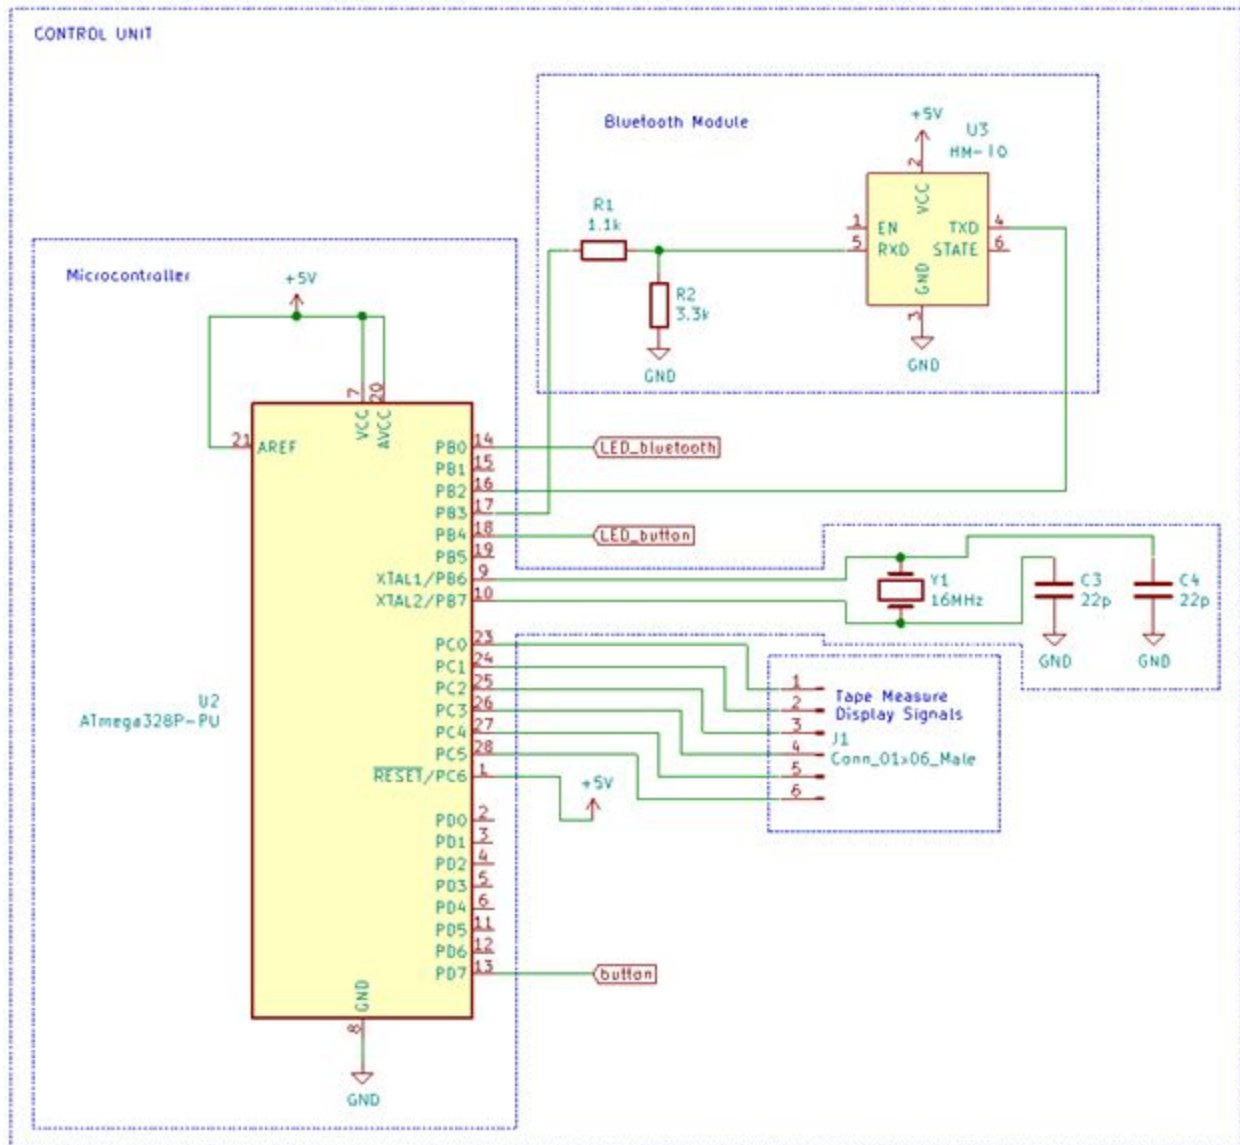 CONTROL UNIT
Bluetooth Module
+5V
U3
HM-10
2
VCC
1
EN
TXD
4
5
RXD
STATE
6
GND
3
GND
R1
1.1k
R2
3.3k
GND
Microcontroller
+5V
7
20
VCC
AVCC
21
AREF
PB0
14
LED_bluetooth
PB1
15
PB2
16
PB3
17
PB4
18
LED_button
PB5
19
XTAL1/PB6
9
XTAL2/PB7
10
Y1
16MHz
C3
22p
GND
C4
22p
GND
PC0
23
PC1
24
PC2
25
PC3
26
PC4
27
PC5
28
RESET/PC6
1
+5V
1
2
3
4
5
6
Tape Measure
Display Signals
J1
Conn_01x06_Male
U2
ATmega328P-PU
PD0
2
PD1
3
PD2
4
PD3
5
PD4
6
PD5
11
PD6
12
PD7
13
button
GND
8
GND